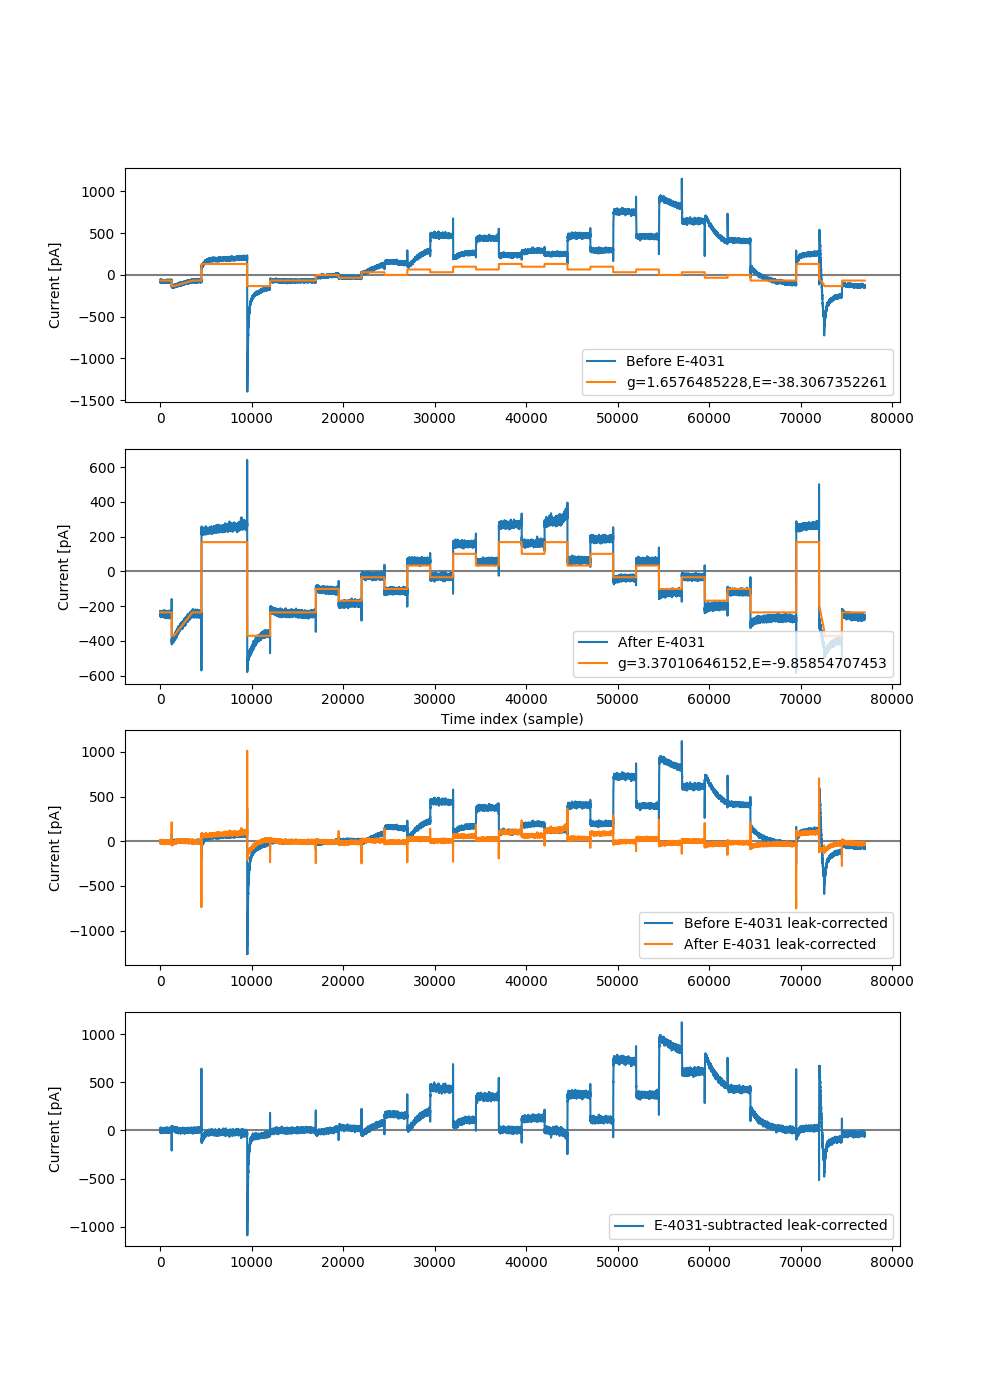 1000
500
0
−500
−1000
−1500
Current [pA]
Before E-4031
g=1.6576485228,E=-38.3067352261
0 10000 20000 30000 40000 50000 60000 70000 80000
600
400
200
0
−200
−400
−600
Current [pA]
After E-4031
g=3.37010646152,E=-9.85854707453
0 10000 20000 30000 40000 50000 60000 70000 80000
Time index (sample)
1000
500
0
−500
−1000
Current [pA]
Before E-4031 leak-corrected
After E-4031 leak-corrected
0 10000 20000 30000 40000 50000 60000 70000 80000
1000
500
0
−500
−1000
Current [pA]
E-4031-subtracted leak-corrected
0 10000 20000 30000 40000 50000 60000 70000 80000